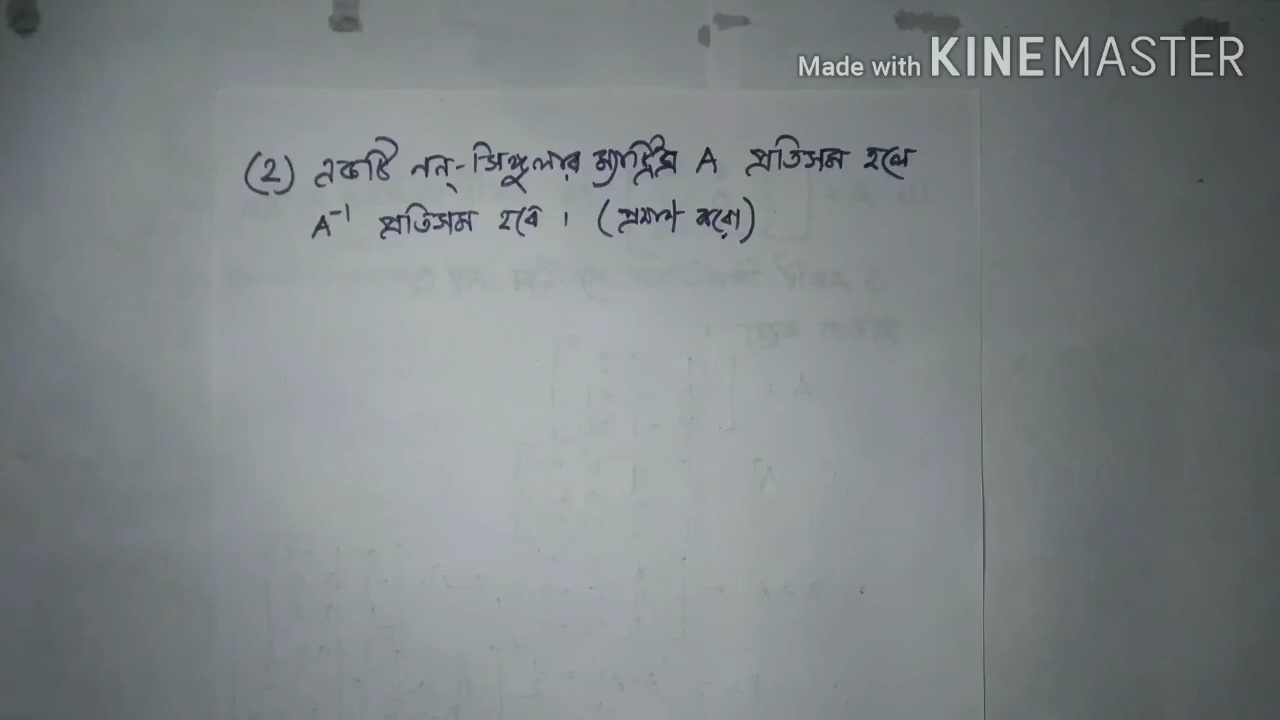 Made with KINEMASTER
(2) একটি নন্-সিঙ্গুলার ম্যাট্রিক্স A প্রতিসম হলে
A⁻¹ প্রতিসম হবে । (প্রমাণ করো)